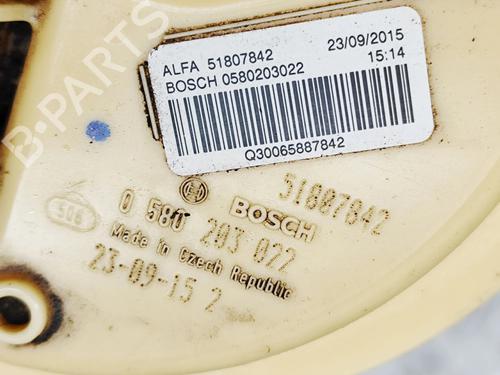 ALFA 51807842 23/09/2015
BOSCH 0580203022 15:14
Q30065887842
B-PARTS
51807842
BOSCH
0 580 203 022
Made in Czech Republic
23-09-15 2